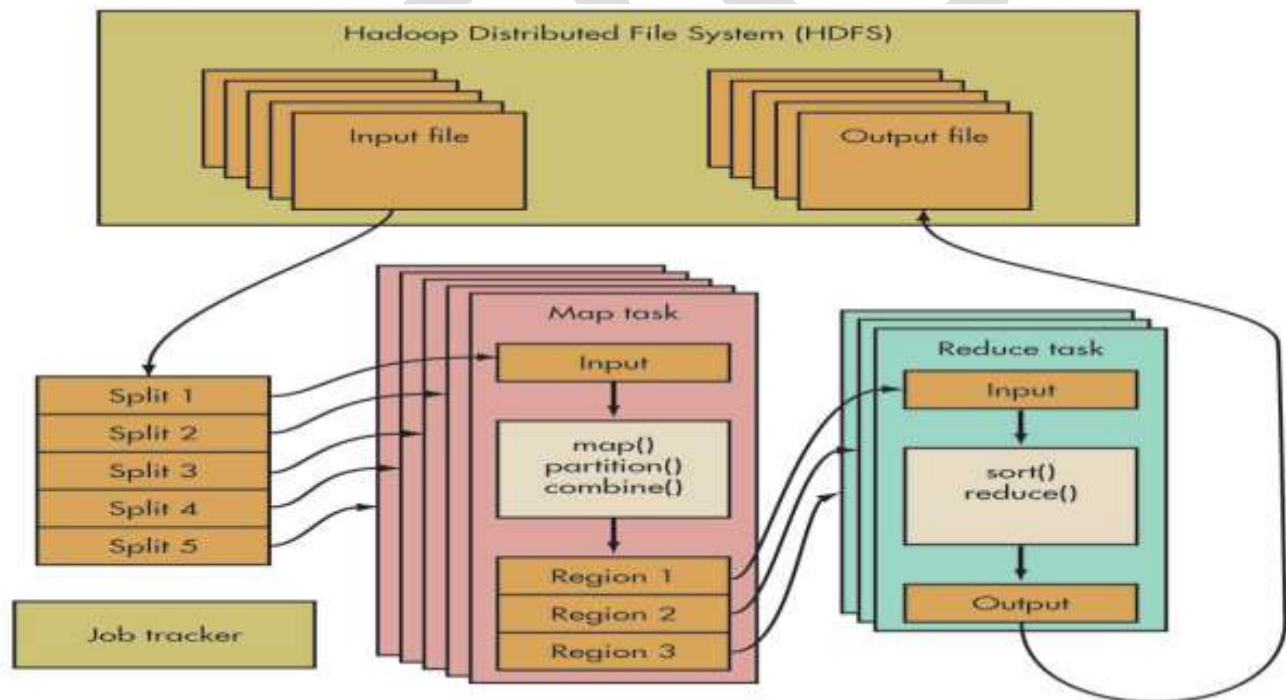 Hadoop Distributed File System (HDFS)
Input file
Output file
Split 1
Split 2
Split 3
Split 4
Split 5
Job tracker
Map task
Input
map()
partition()
combine()
Region 1
Region 2
Region 3
Reduce task
Input
sort()
reduce()
Output